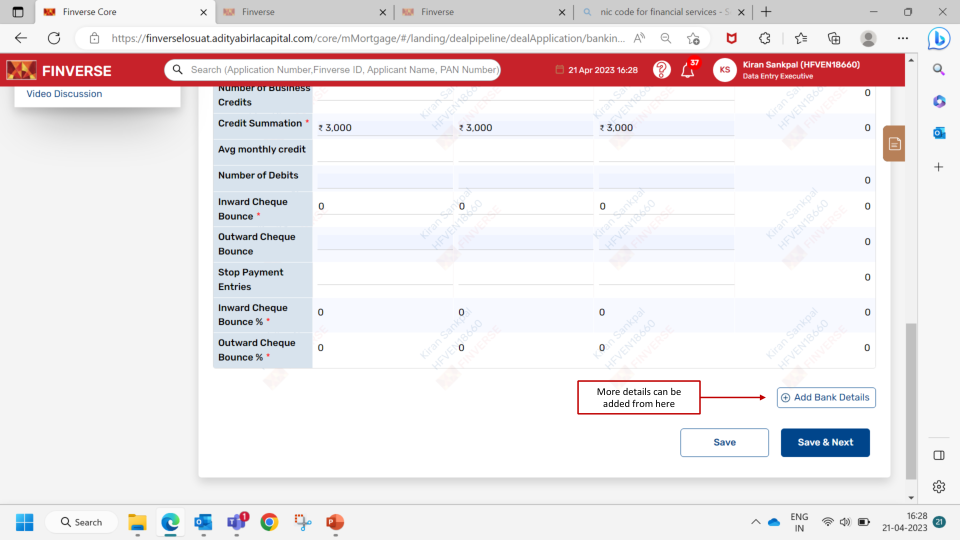 Finverse Core
Finverse
Finverse
nic code for financial services - S
https://finverselosuat.adityabirlacapital.com/core/mMortgage/#/landing/dealpipeline/dealApplication/bankin...
FINVERSE
Search (Application Number,Finverse ID, Applicant Name, PAN Number)
21 Apr 2023 16:28
37
KS
Kiran Sankpal (HFVEN18660)
Data Entry Executive
Video Discussion
Number of Business
Credits
0
Credit Summation *
₹ 3,000
₹ 3,000
₹ 3,000
0
Avg monthly credit
Number of Debits
0
Inward Cheque
Bounce *
0
0
0
0
Outward Cheque
Bounce
0
Stop Payment
Entries
0
Inward Cheque
Bounce % *
0
0
0
0
Outward Cheque
Bounce % *
0
0
0
0
Kiran Sankpal
HFVEN18660
FINVERSE
More details can be
added from here
Add Bank Details
Save
Save & Next
Search
1
ENG
IN
16:28
21-04-2023
21